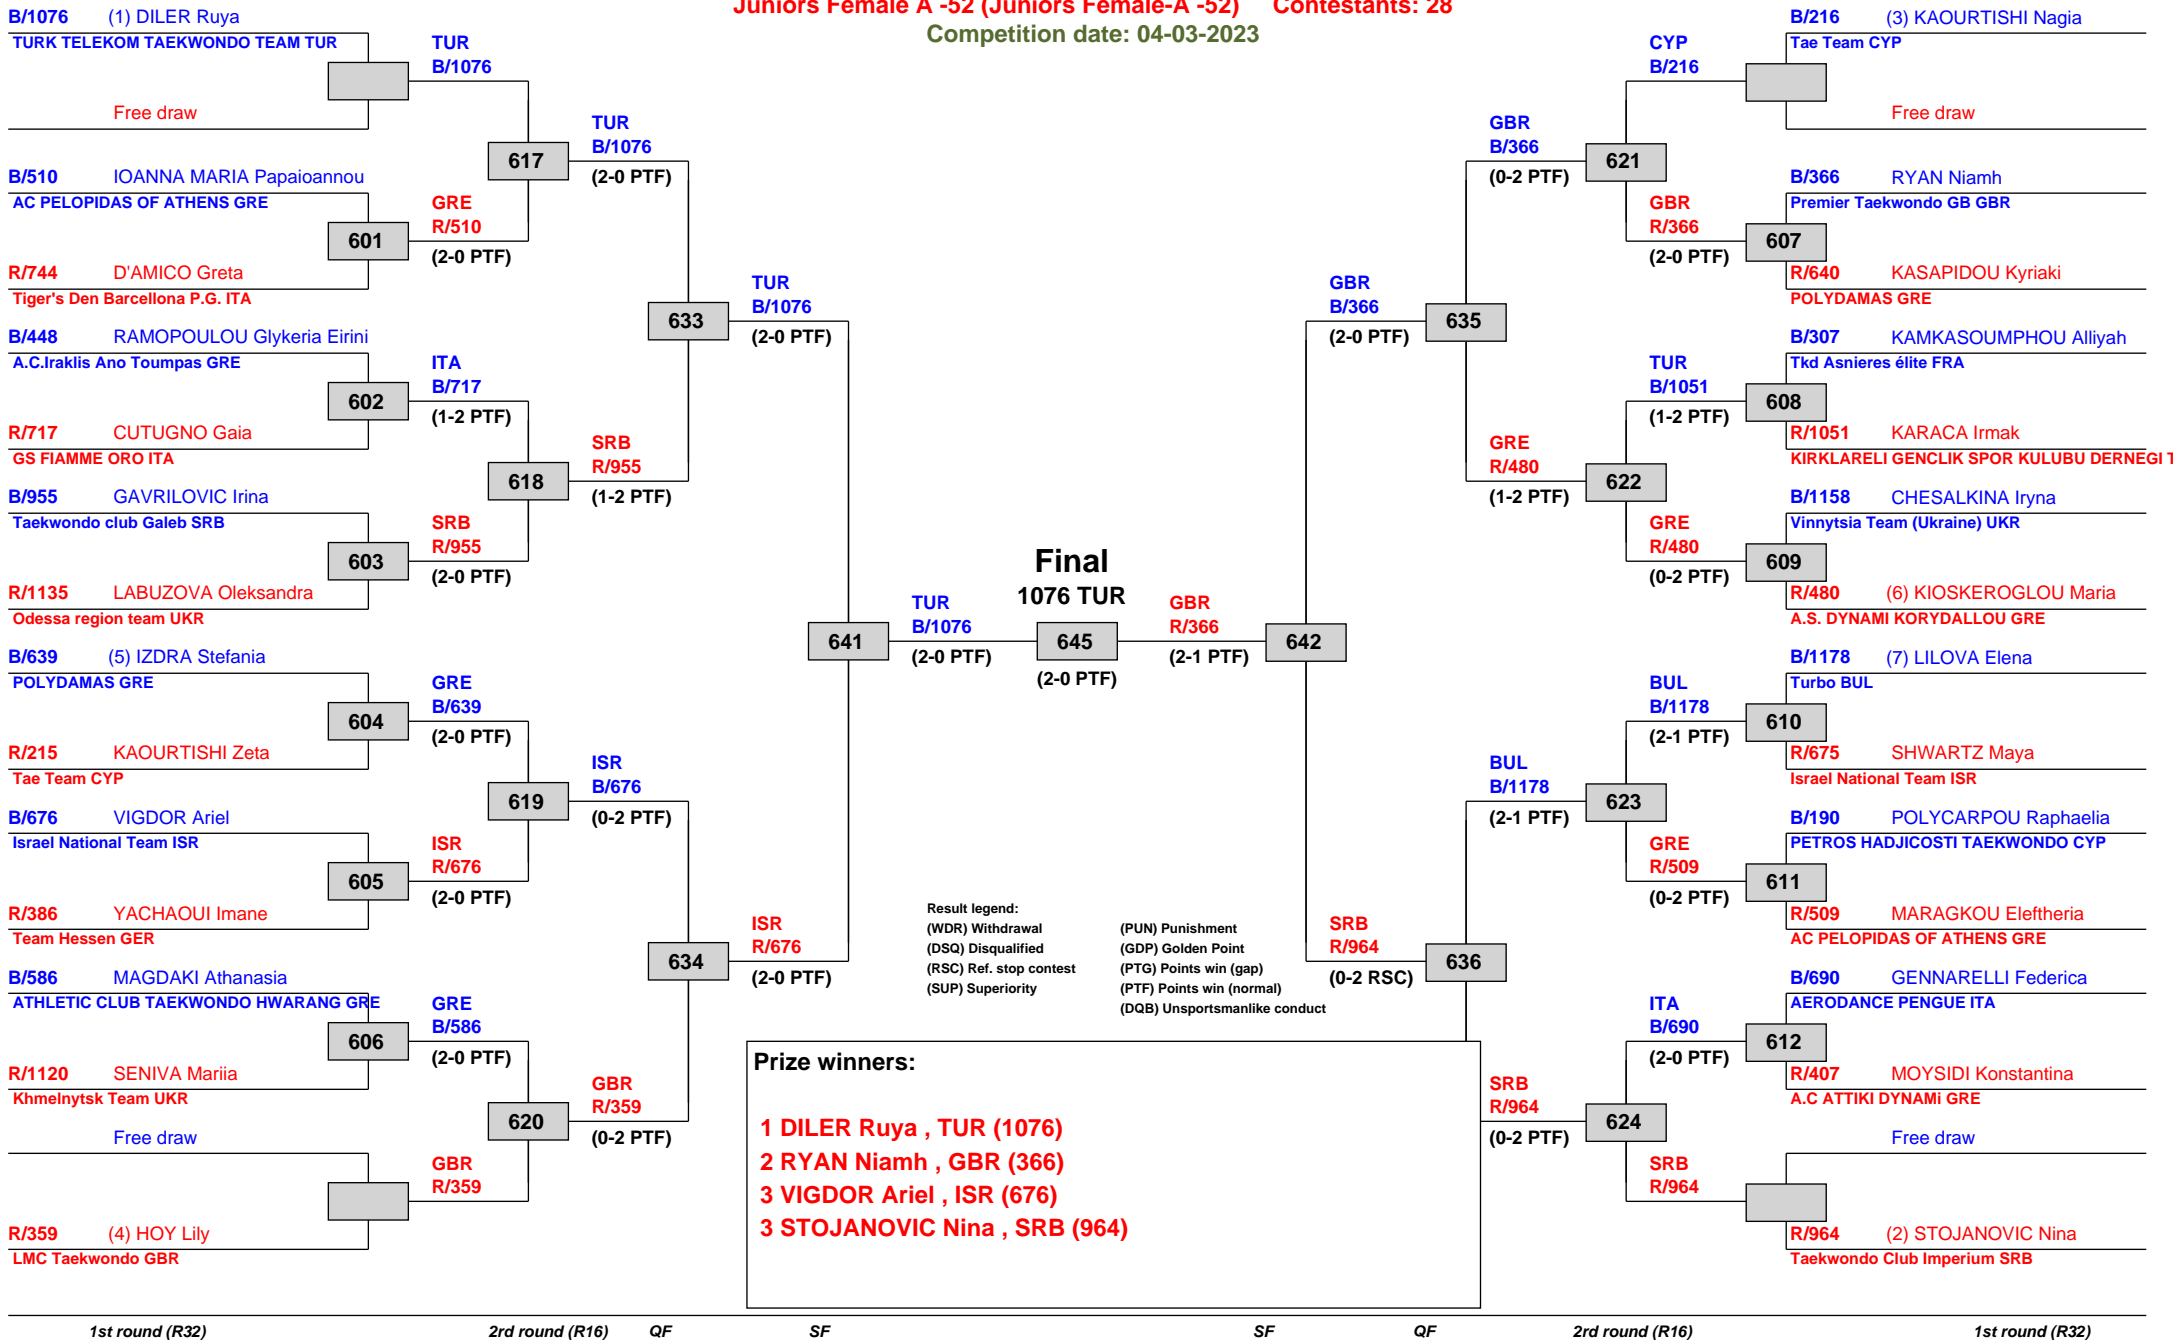 Juniors Female A -52 (Juniors Female-A -52) Contestants: 28
Competition date: 04-03-2023
B/1076 (1) DILER Ruya
TURK TELEKOM TAEKWONDO TEAM TUR
Free draw
B/510 IOANNA MARIA Papaioannou
AC PELOPIDAS OF ATHENS GRE
601
R/744 D'AMICO Greta
Tiger's Den Barcellona P.G. ITA
B/448 RAMOPOULOU Glykeria Eirini
A.C.Iraklis Ano Toumpas GRE
602
R/717 CUTUGNO Gaia
GS FIAMME ORO ITA
B/955 GAVRILOVIC Irina
Taekwondo club Galeb SRB
603
R/1135 LABUZOVA Oleksandra
Odessa region team UKR
B/639 (5) IZDRA Stefania
POLYDAMAS GRE
604
R/215 KAOURTISHI Zeta
Tae Team CYP
B/676 VIGDOR Ariel
Israel National Team ISR
605
R/386 YACHAOUI Imane
Team Hessen GER
B/586 MAGDAKI Athanasia
ATHLETIC CLUB TAEKWONDO HWARANG GRE
606
R/1120 SENIVA Mariia
Khmelnytsk Team UKR
Free draw
R/359 (4) HOY Lily
LMC Taekwondo GBR
TUR
B/1076
617
GRE
R/510
(2-0 PTF)
ITA
B/717
(1-2 PTF)
618
SRB
R/955
(2-0 PTF)
GRE
B/639
(2-0 PTF)
619
ISR
R/676
(2-0 PTF)
GRE
B/586
(2-0 PTF)
620
GBR
R/359
TUR
B/1076
(2-0 PTF)
633
SRB
R/955
(1-2 PTF)
ISR
B/676
(0-2 PTF)
634
GBR
R/359
(0-2 PTF)
TUR
B/1076
(2-0 PTF)
641
ISR
R/676
(2-0 PTF)
TUR
B/1076
(2-0 PTF)
Final
1076 TUR
645
(2-0 PTF)
GBR
R/366
(2-1 PTF)
GBR
B/366
(2-0 PTF)
642
SRB
R/964
(0-2 RSC)
GBR
B/366
(0-2 PTF)
635
GRE
R/480
(1-2 PTF)
BUL
B/1178
(2-1 PTF)
636
SRB
R/964
(0-2 PTF)
CYP
B/216
621
GBR
R/366
(2-0 PTF)
TUR
B/1051
(1-2 PTF)
622
GRE
R/480
(0-2 PTF)
BUL
B/1178
(2-1 PTF)
623
GRE
R/509
(0-2 PTF)
ITA
B/690
(2-0 PTF)
624
SRB
R/964
B/216 (3) KAOURTISHI Nagia
Tae Team CYP
Free draw
B/366 RYAN Niamh
Premier Taekwondo GB GBR
607
R/640 KASAPIDOU Kyriaki
POLYDAMAS GRE
B/307 KAMKASOUMPHOU Alliyah
Tkd Asnieres élite FRA
608
R/1051 KARACA Irmak
KIRKLARELI GENCLIK SPOR KULUBU DERNEGI T
B/1158 CHESALKINA Iryna
Vinnytsia Team (Ukraine) UKR
609
R/480 (6) KIOSKEROGLOU Maria
A.S. DYNAMI KORYDALLOU GRE
B/1178 (7) LILOVA Elena
Turbo BUL
610
R/675 SHWARTZ Maya
Israel National Team ISR
B/190 POLYCARPOU Raphaelia
PETROS HADJICOSTI TAEKWONDO CYP
611
R/509 MARAGKOU Eleftheria
AC PELOPIDAS OF ATHENS GRE
B/690 GENNARELLI Federica
AERODANCE PENGUE ITA
612
R/407 MOYSIDI Konstantina
A.C ATTIKI DYNAMi GRE
Free draw
R/964 (2) STOJANOVIC Nina
Taekwondo Club Imperium SRB
Result legend:
(WDR) Withdrawal
(DSQ) Disqualified
(RSC) Ref. stop contest
(SUP) Superiority
(PUN) Punishment
(GDP) Golden Point
(PTG) Points win (gap)
(PTF) Points win (normal)
(DQB) Unsportsmanlike conduct
Prize winners:
1 DILER Ruya , TUR (1076)
2 RYAN Niamh , GBR (366)
3 VIGDOR Ariel , ISR (676)
3 STOJANOVIC Nina , SRB (964)
1st round (R32) 2rd round (R16) QF SF SF QF 2rd round (R16) 1st round (R32)